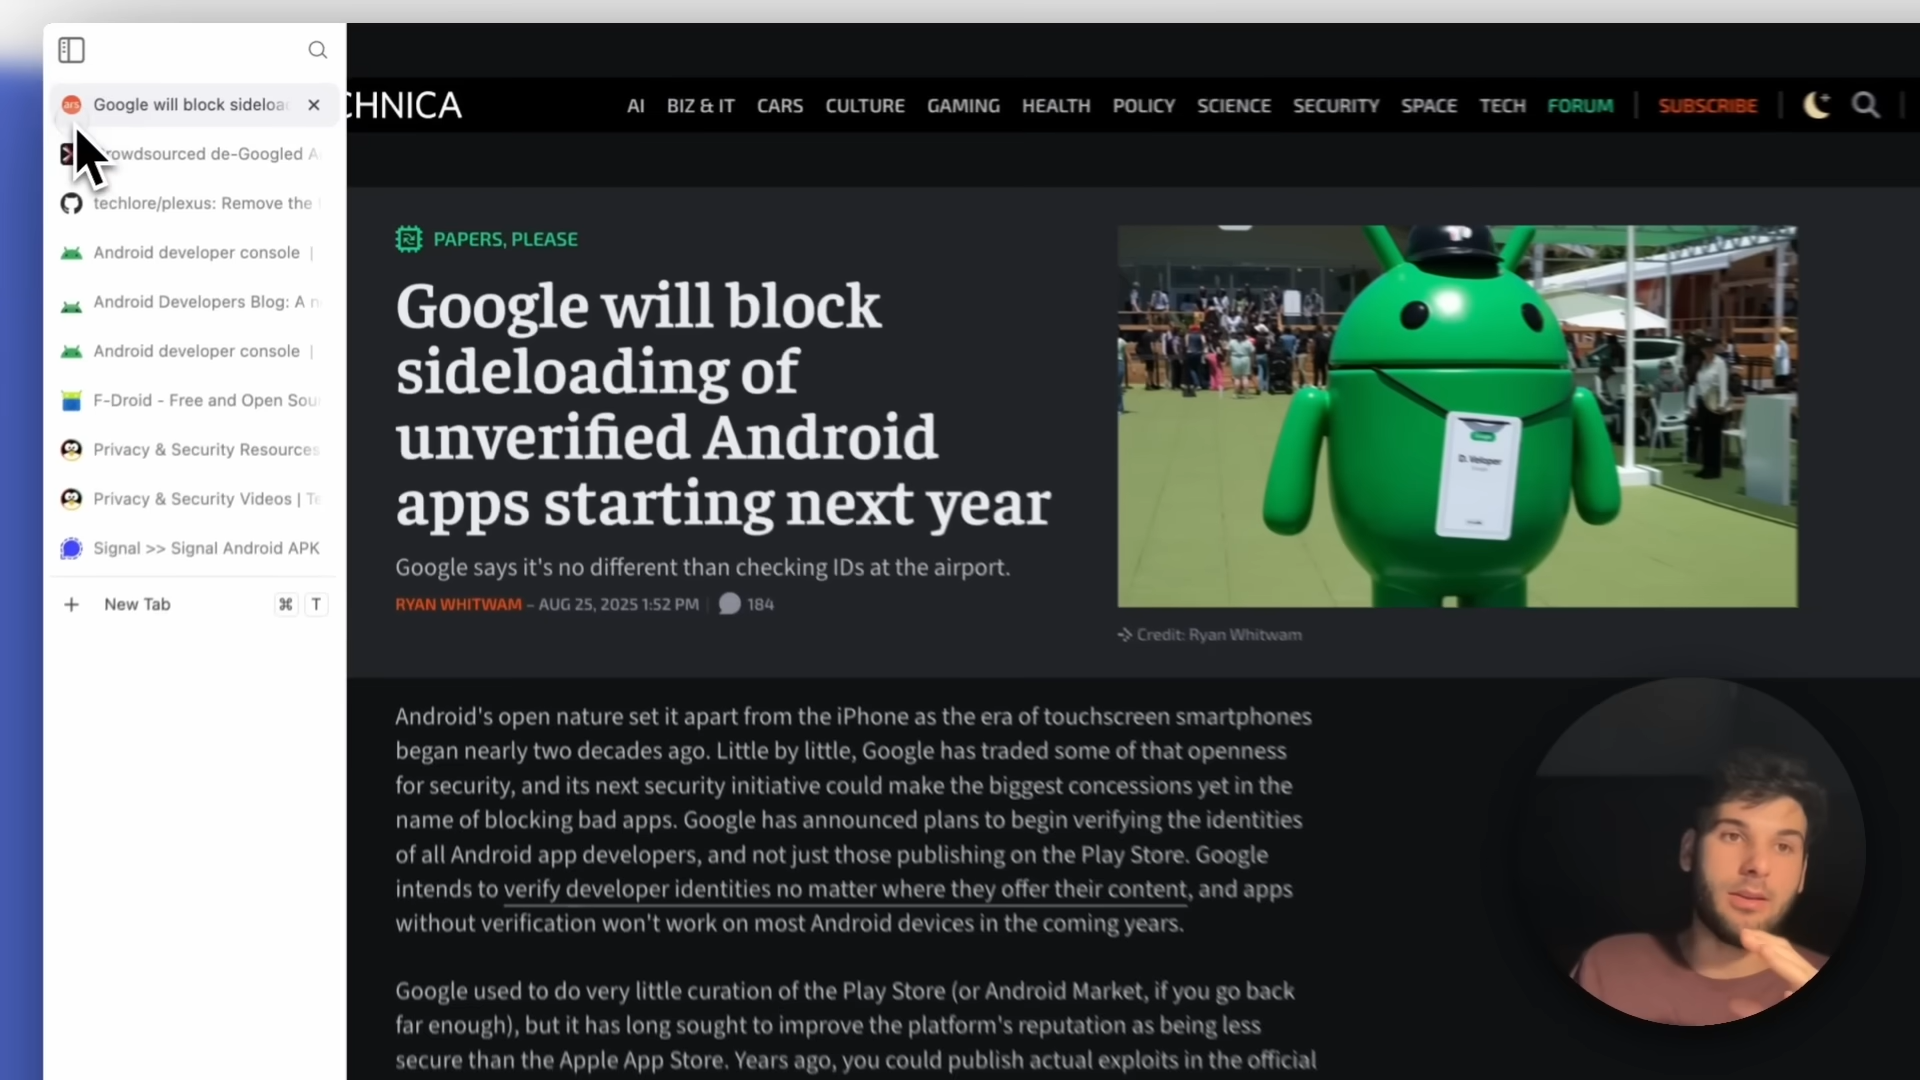 Google will block sideloa
CHNICA
AI BIZ & IT CARS CULTURE GAMING HEALTH POLICY SCIENCE SECURITY SPACE TECH FORUM SUBSCRIBE
rowdsourced de-Googled A
techlore/plexus: Remove the
Android developer console |
Android Developers Blog: A n
Android developer console |
F-Droid - Free and Open Sou
Privacy & Security Resources
Privacy & Security Videos | Te
Signal >> Signal Android APK
New Tab ⌘ T
PAPERS, PLEASE
Google will block
sideloading of
unverified Android
apps starting next year
Google says it's no different than checking IDs at the airport.
RYAN WHITWAM – AUG 25, 2025 1:52 PM | 184
D. Veloper
Credit: Ryan Whitwam
Android's open nature set it apart from the iPhone as the era of touchscreen smartphones
began nearly two decades ago. Little by little, Google has traded some of that openness
for security, and its next security initiative could make the biggest concessions yet in the
name of blocking bad apps. Google has announced plans to begin verifying the identities
of all Android app developers, and not just those publishing on the Play Store. Google
intends to verify developer identities no matter where they offer their content, and apps
without verification won't work on most Android devices in the coming years.
Google used to do very little curation of the Play Store (or Android Market, if you go back
far enough), but it has long sought to improve the platform's reputation as being less
secure than the Apple App Store. Years ago, you could publish actual exploits in the official